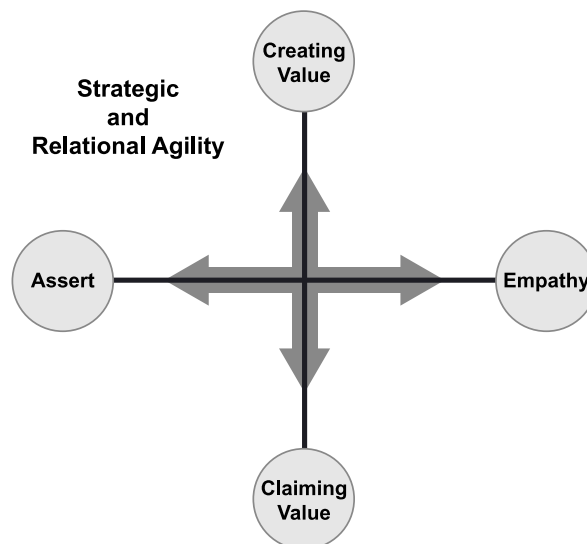 Creating
Value
Strategic
and
Relational Agility
Assert
Empathy
Claiming
Value